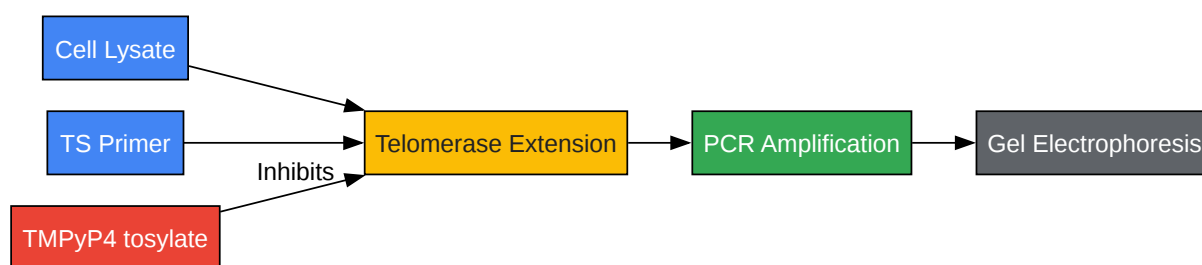 Cell Lysate
TS Primer
Inhibits
TMPyP4 tosylate
Telomerase Extension
PCR Amplification
Gel Electrophoresis